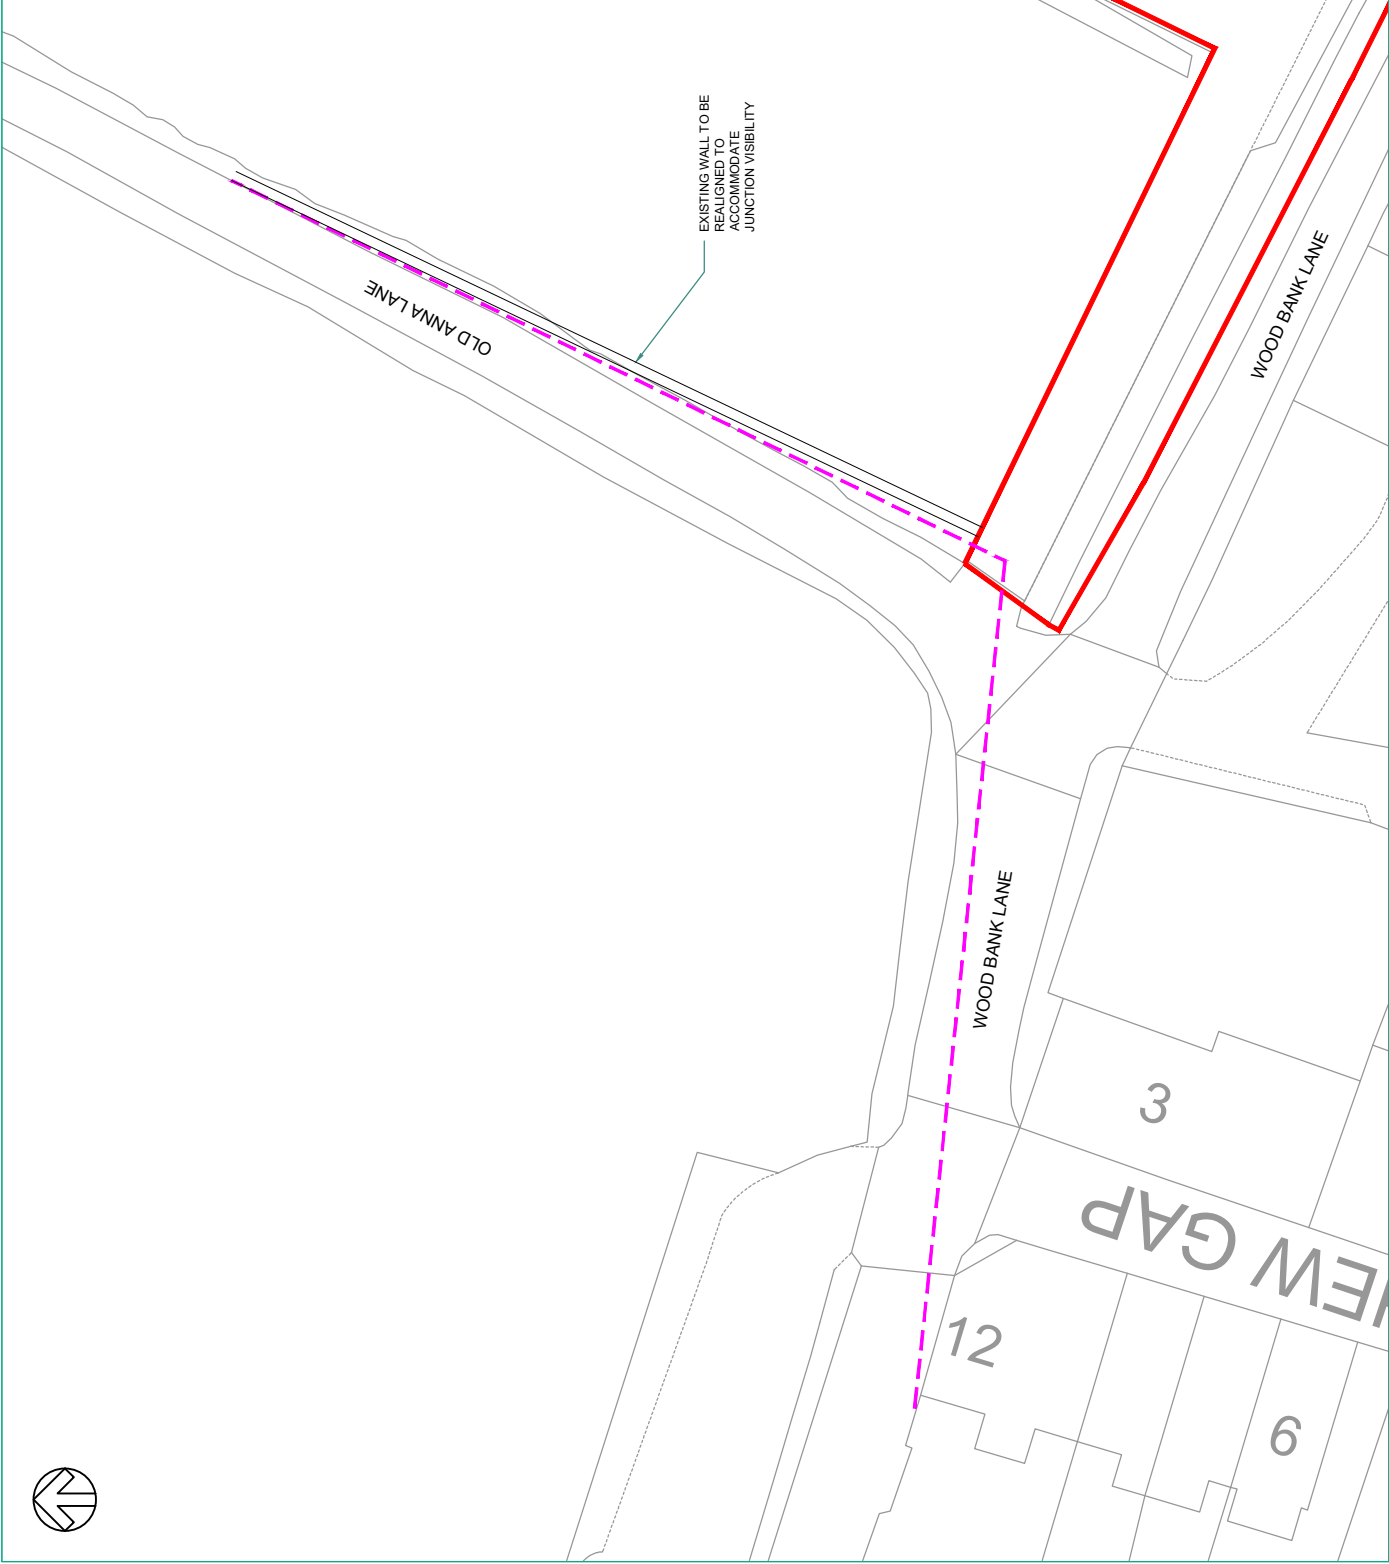 EXISTING WALL TO BE
REALIGNED TO
ACCOMMODATE
JUNCTION VISIBILITY
OLD ANNA LANE
WOOD BANK LANE
WOOD BANK LANE
3
GAP
12
6